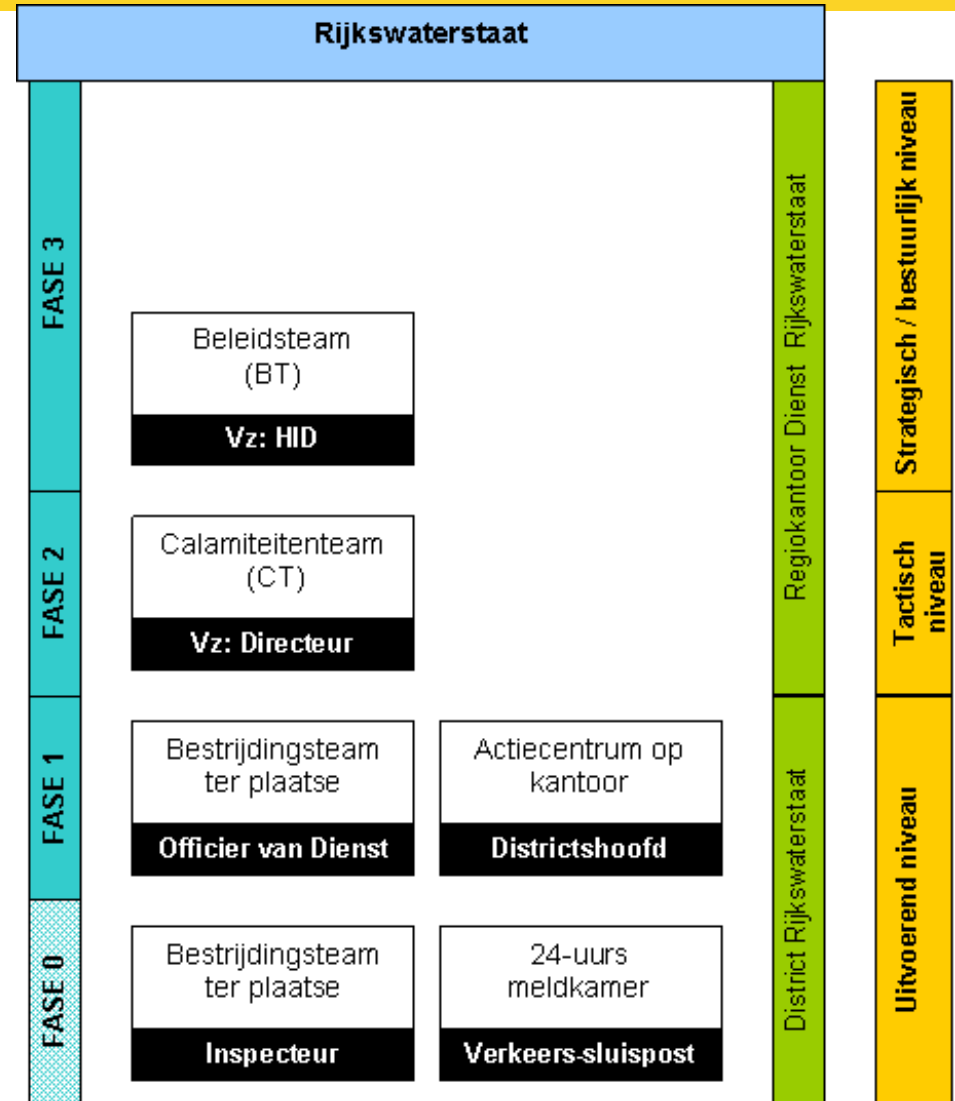 Rijkswaterstaat
FASE 3
Beleidsteam
(BT)
Vz: HID
FASE 2
Calamiteitenteam
(CT)
Vz: Directeur
FASE 1
Bestrijdingsteam
ter plaatse
Officier van Dienst
Actiecentrum op
kantoor
Districtshoofd
FASE 0
Bestrijdingsteam
ter plaatse
Inspecteur
24-uurs
meldkamer
Verkeers-sluispost
Regiokantoor Dienst Rijkswaterstaat
District Rijkswaterstaat
Strategisch / bestuurlijk niveau
Tactisch
niveau
Uitvoerend niveau